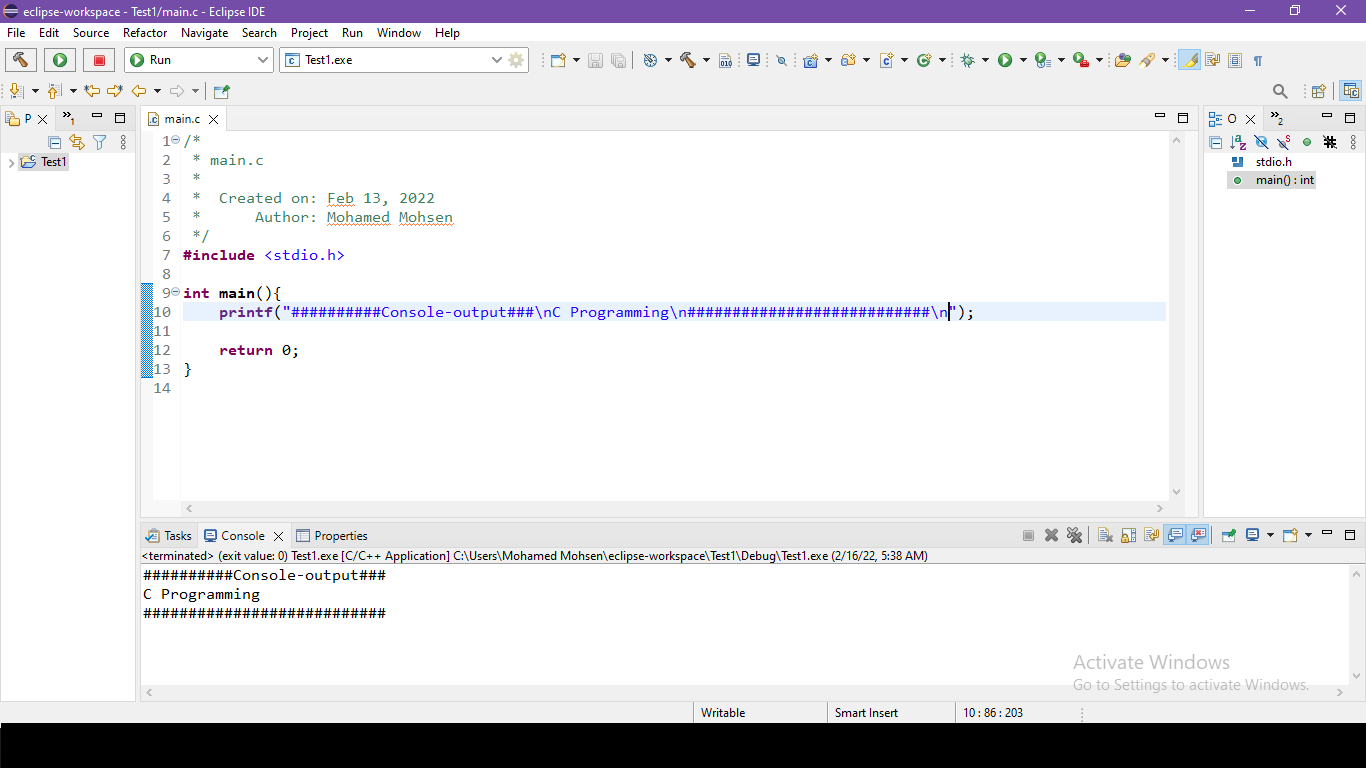 eclipse-workspace - Test1/main.c - Eclipse IDE
File Edit Source Refactor Navigate Search Project Run Window Help
Run Test1.exe
P 1
Test1
main.c
1 /*
2  * main.c
3  *
4  *  Created on: Feb 13, 2022
5  *      Author: Mohamed Mohsen
6  */
7 #include <stdio.h>
8
9 int main(){
10     printf("##########Console-output###\nC Programming\n###########################\n");
11
12     return 0;
13 }
14
O 2
stdio.h
main() : int
Tasks Console Properties
<terminated> (exit value: 0) Test1.exe [C/C++ Application] C:\Users\Mohamed Mohsen\eclipse-workspace\Test1\Debug\Test1.exe (2/16/22, 5:38 AM)
##########Console-output###
C Programming
###########################
Activate Windows
Go to Settings to activate Windows.
Writable Smart Insert 10 : 86 : 203